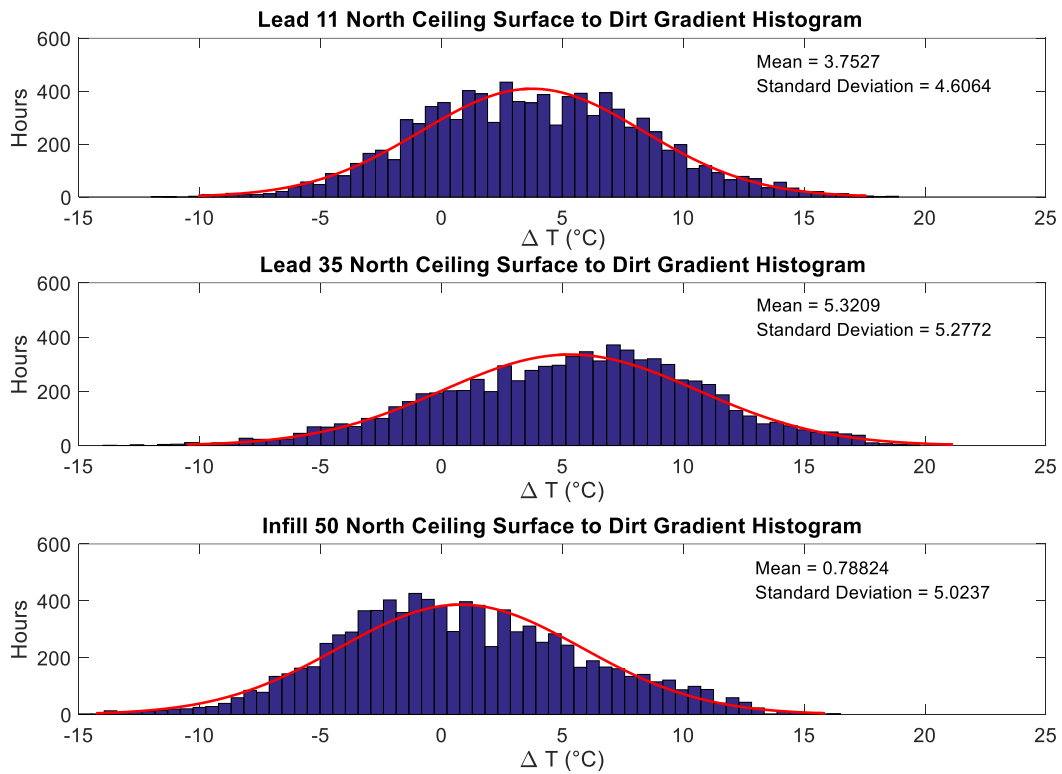 Lead 11 North Ceiling Surface to Dirt Gradient Histogram
600
400
200
0
Hours
Mean = 3.7527
Standard Deviation = 4.6064
-15 -10 -5 0 5 10 15 20 25
Δ T (°C)
Lead 35 North Ceiling Surface to Dirt Gradient Histogram
600
400
200
0
Hours
Mean = 5.3209
Standard Deviation = 5.2772
-15 -10 -5 0 5 10 15 20 25
Δ T (°C)
Infill 50 North Ceiling Surface to Dirt Gradient Histogram
600
400
200
0
Hours
Mean = 0.78824
Standard Deviation = 5.0237
-15 -10 -5 0 5 10 15 20 25
Δ T (°C)